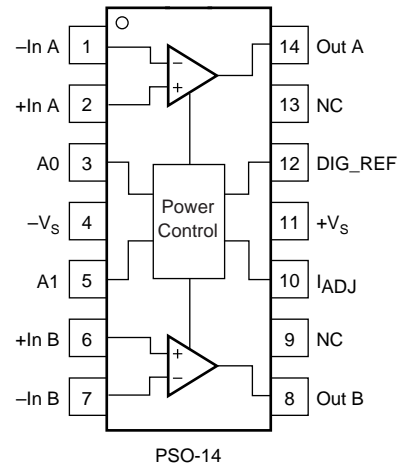 –In A 1 14 Out A
+In A 2 13 NC
A0 3 12 DIG_REF
–VS 4 Power Control 11 +VS
A1 5 10 IADJ
+In B 6 9 NC
–In B 7 8 Out B
– +
+ –
PSO-14